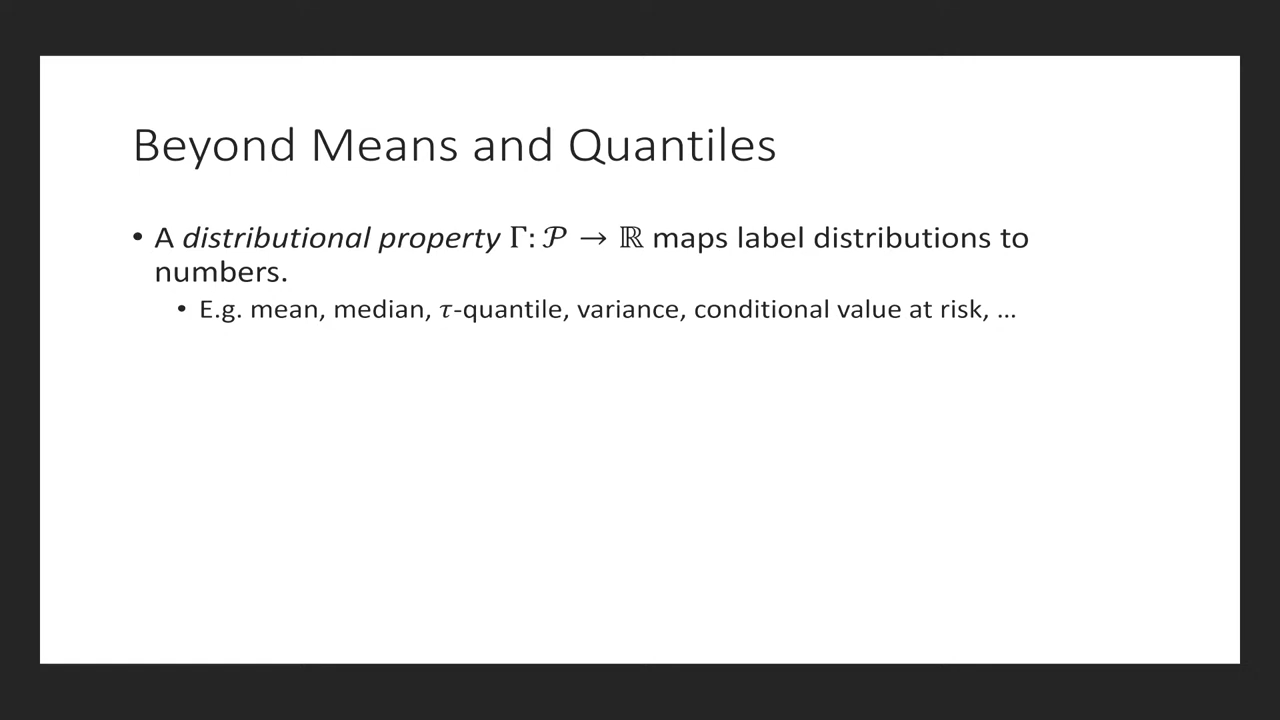 Beyond Means and Quantiles
• A distributional property Γ: 𝒫 → ℝ maps label distributions to
numbers.
• E.g. mean, median, 𝜏-quantile, variance, conditional value at risk, …